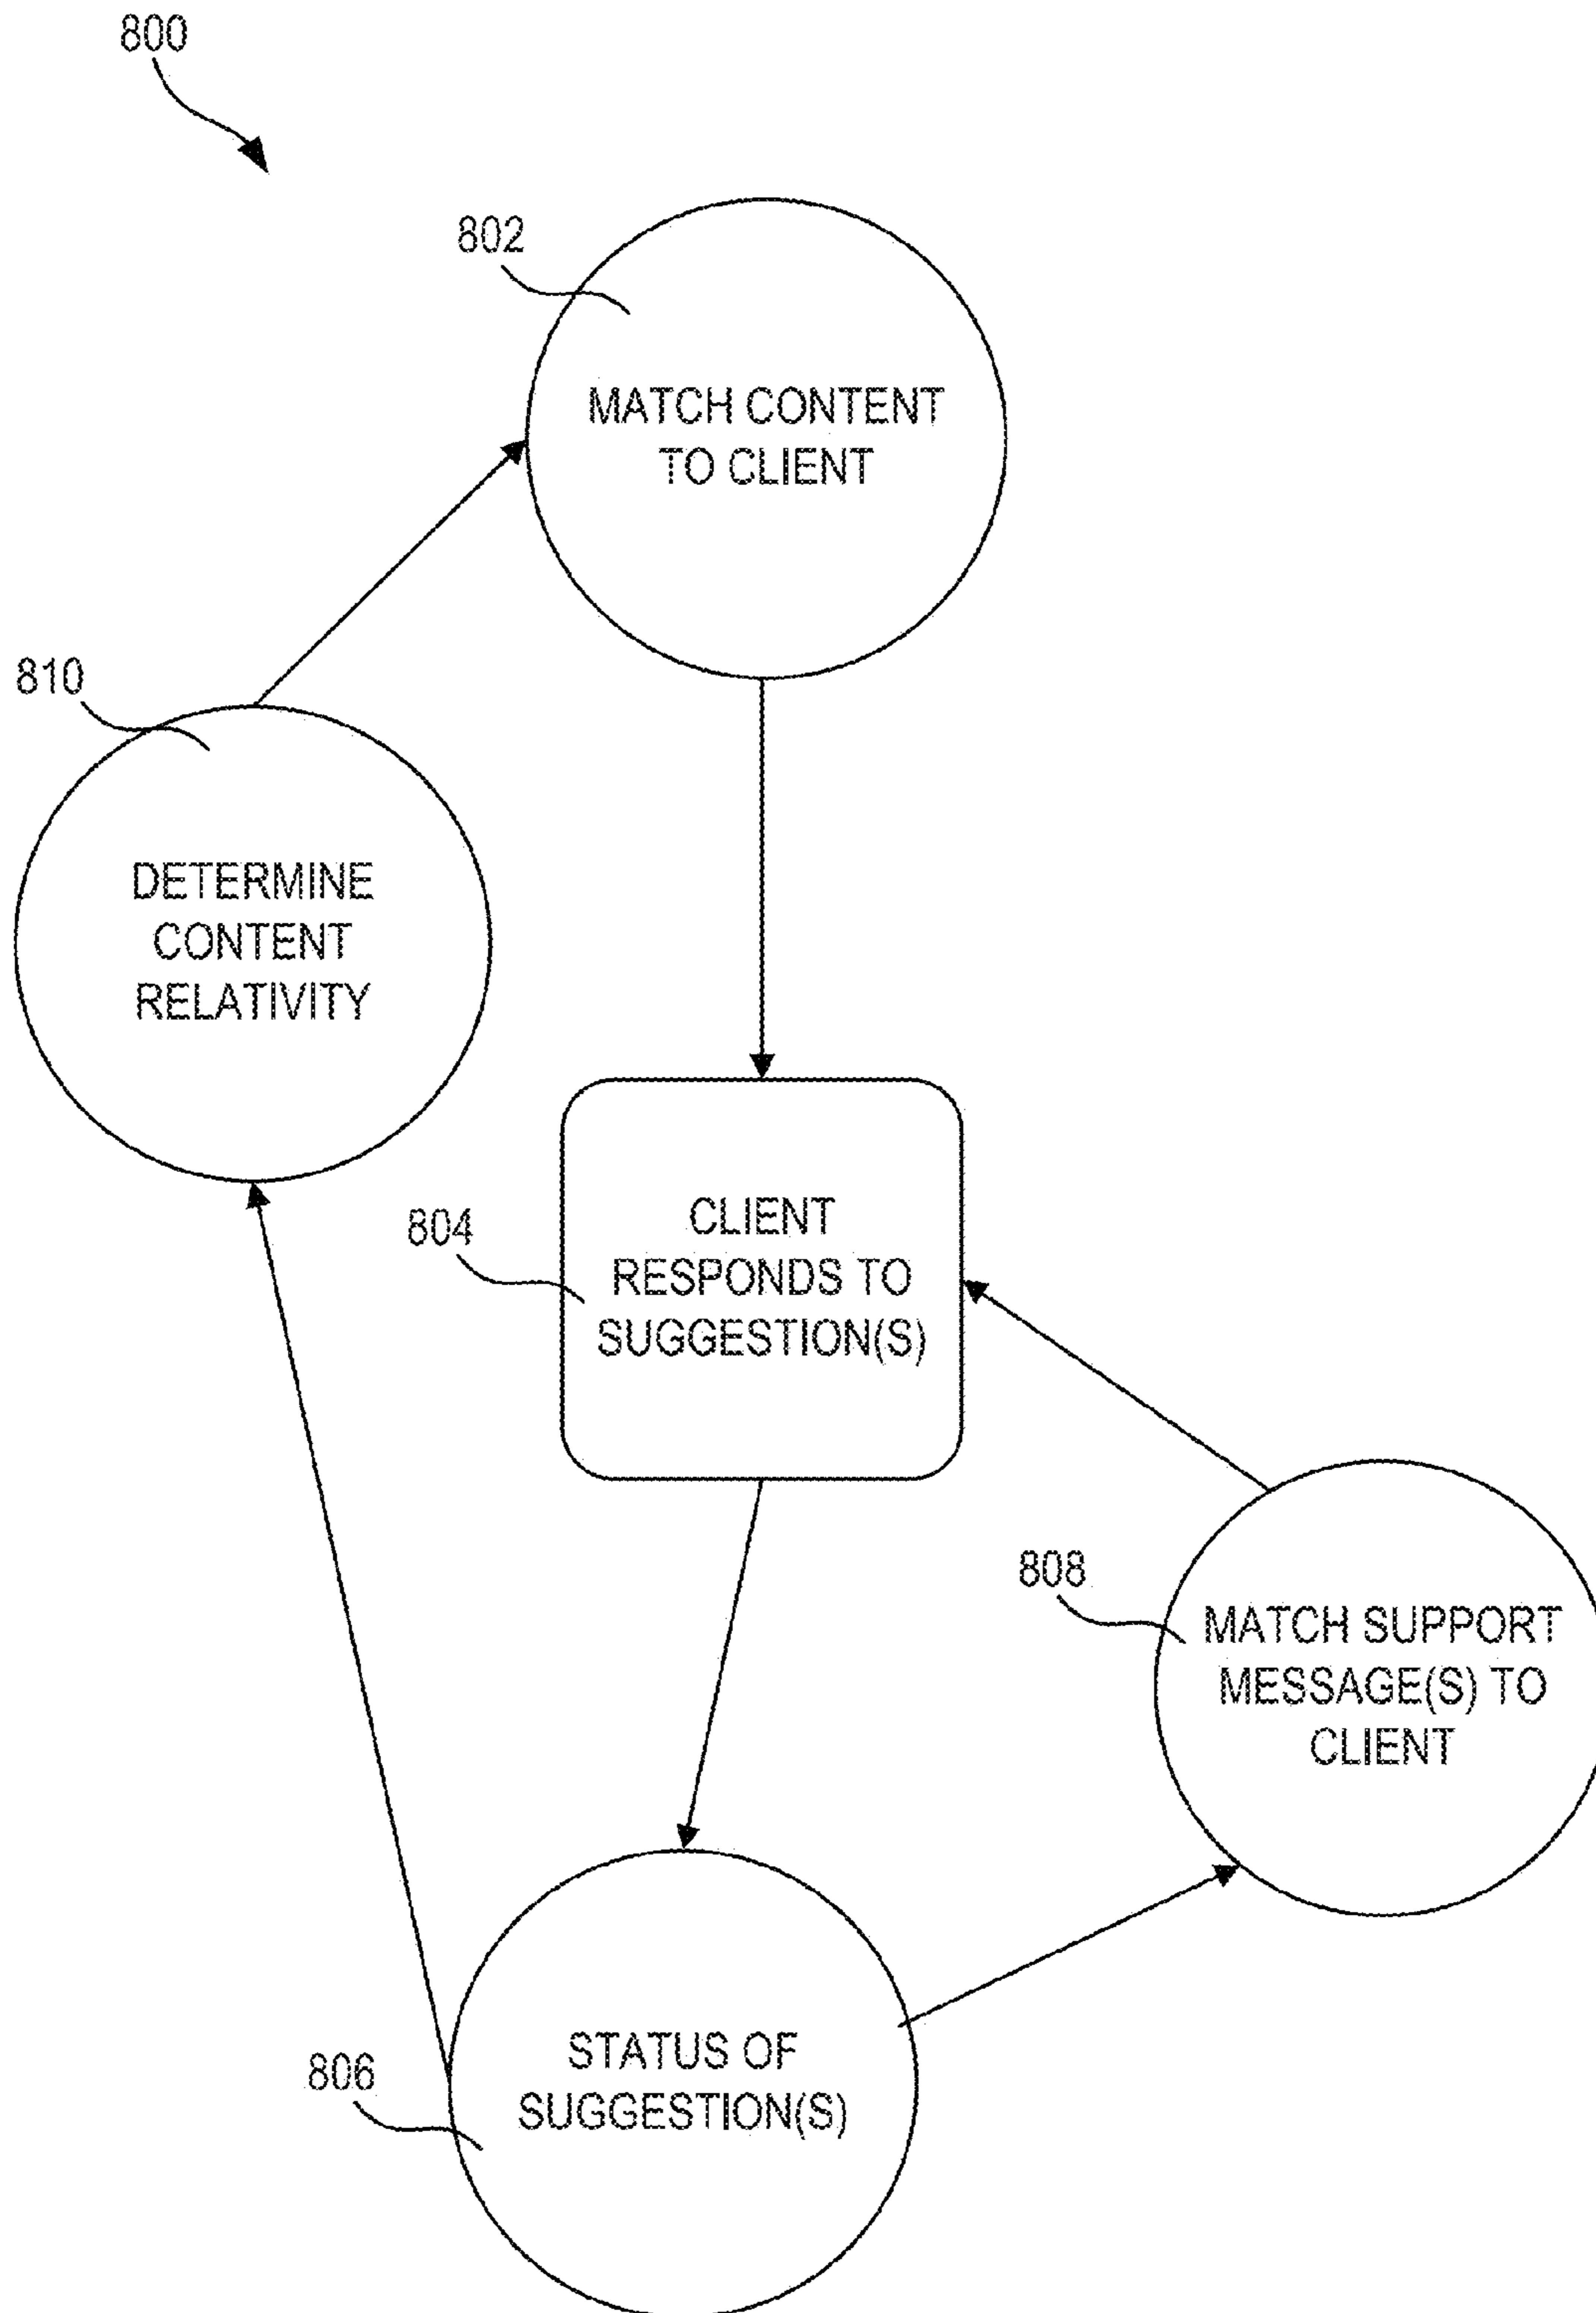 800
802
MATCH CONTENT
TO CLIENT
810
DETERMINE
CONTENT
RELATIVITY
804
CLIENT
RESPONDS TO
SUGGESTION(S)
808
MATCH SUPPORT
MESSAGE(S) TO
CLIENT
806
STATUS OF
SUGGESTION(S)